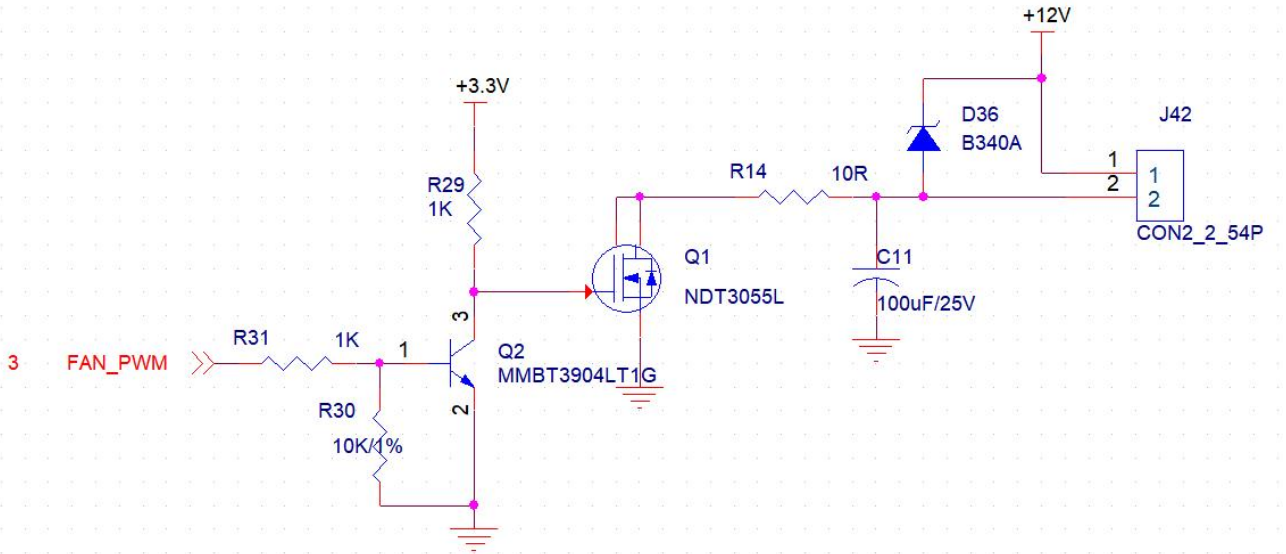 +12V
+3.3V
D36
B340A
J42
R29
1K
R14
10R
1
2
1
2
CON2_2_54P
Q1
NDT3055L
C11
100uF/25V
3
R31
1K
1
Q2
MMBT3904LT1G
3
FAN_PWM
R30
10K/1%
2